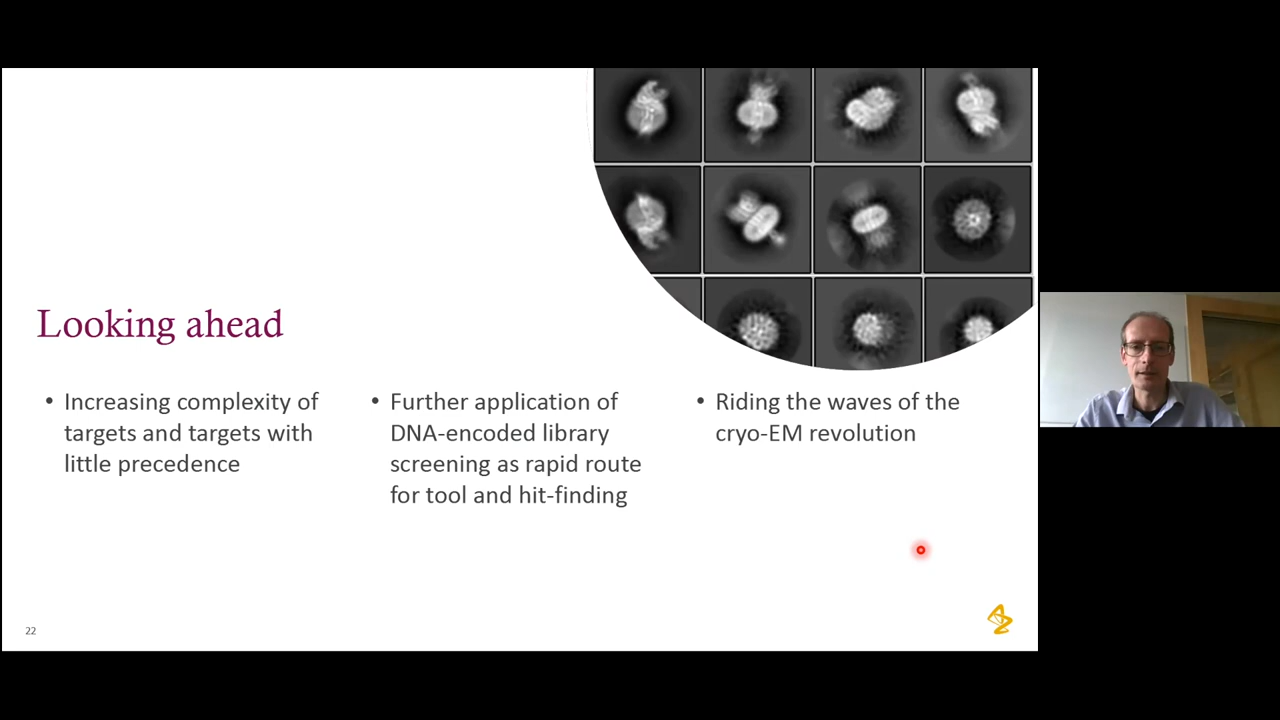 Looking ahead
• Increasing complexity of
targets and targets with
little precedence
• Further application of
DNA-encoded library
screening as rapid route
for tool and hit-finding
• Riding the waves of the
cryo-EM revolution
22